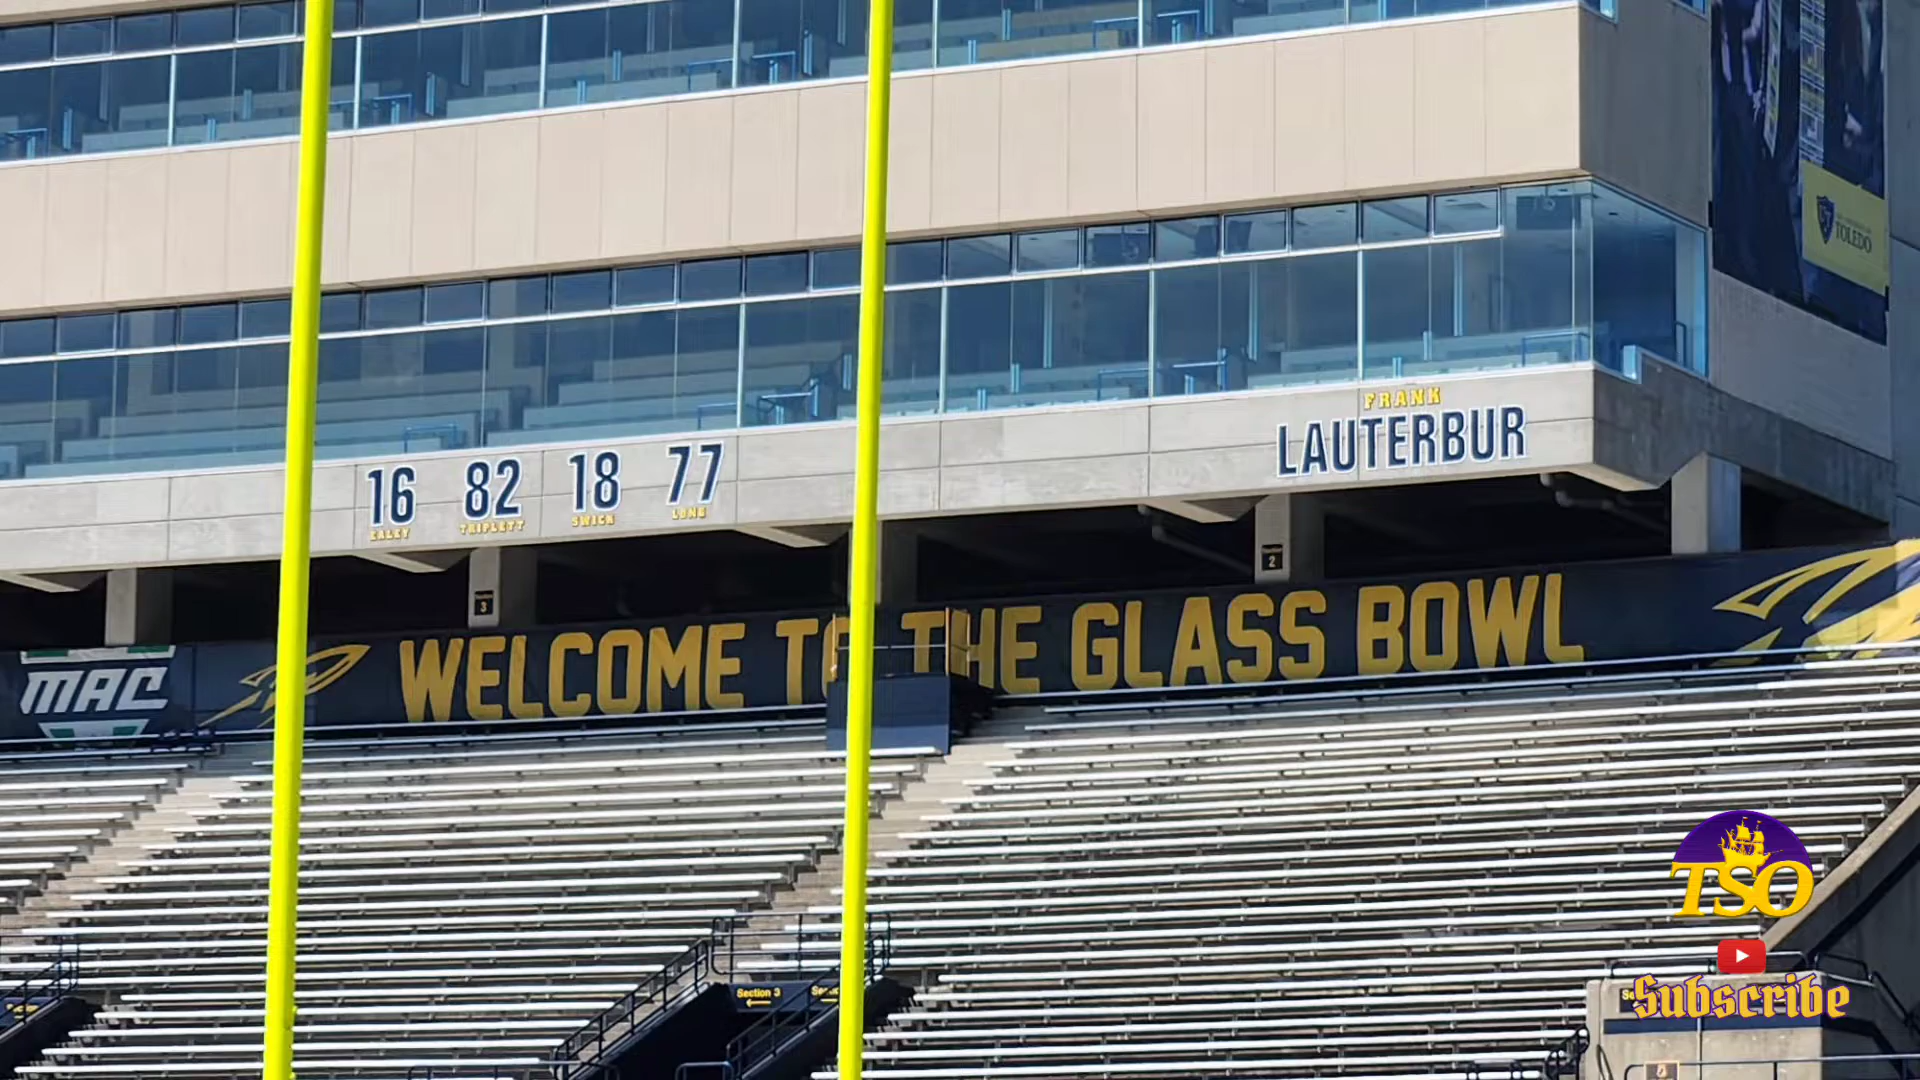 TOLEDO
FRANK
LAUTERBUR
16 82 18 77
EALEY TRIPLETT SWICK LONG
2
3
WELCOME TO THE GLASS BOWL
MAC
TSO
Section 3
Subscribe